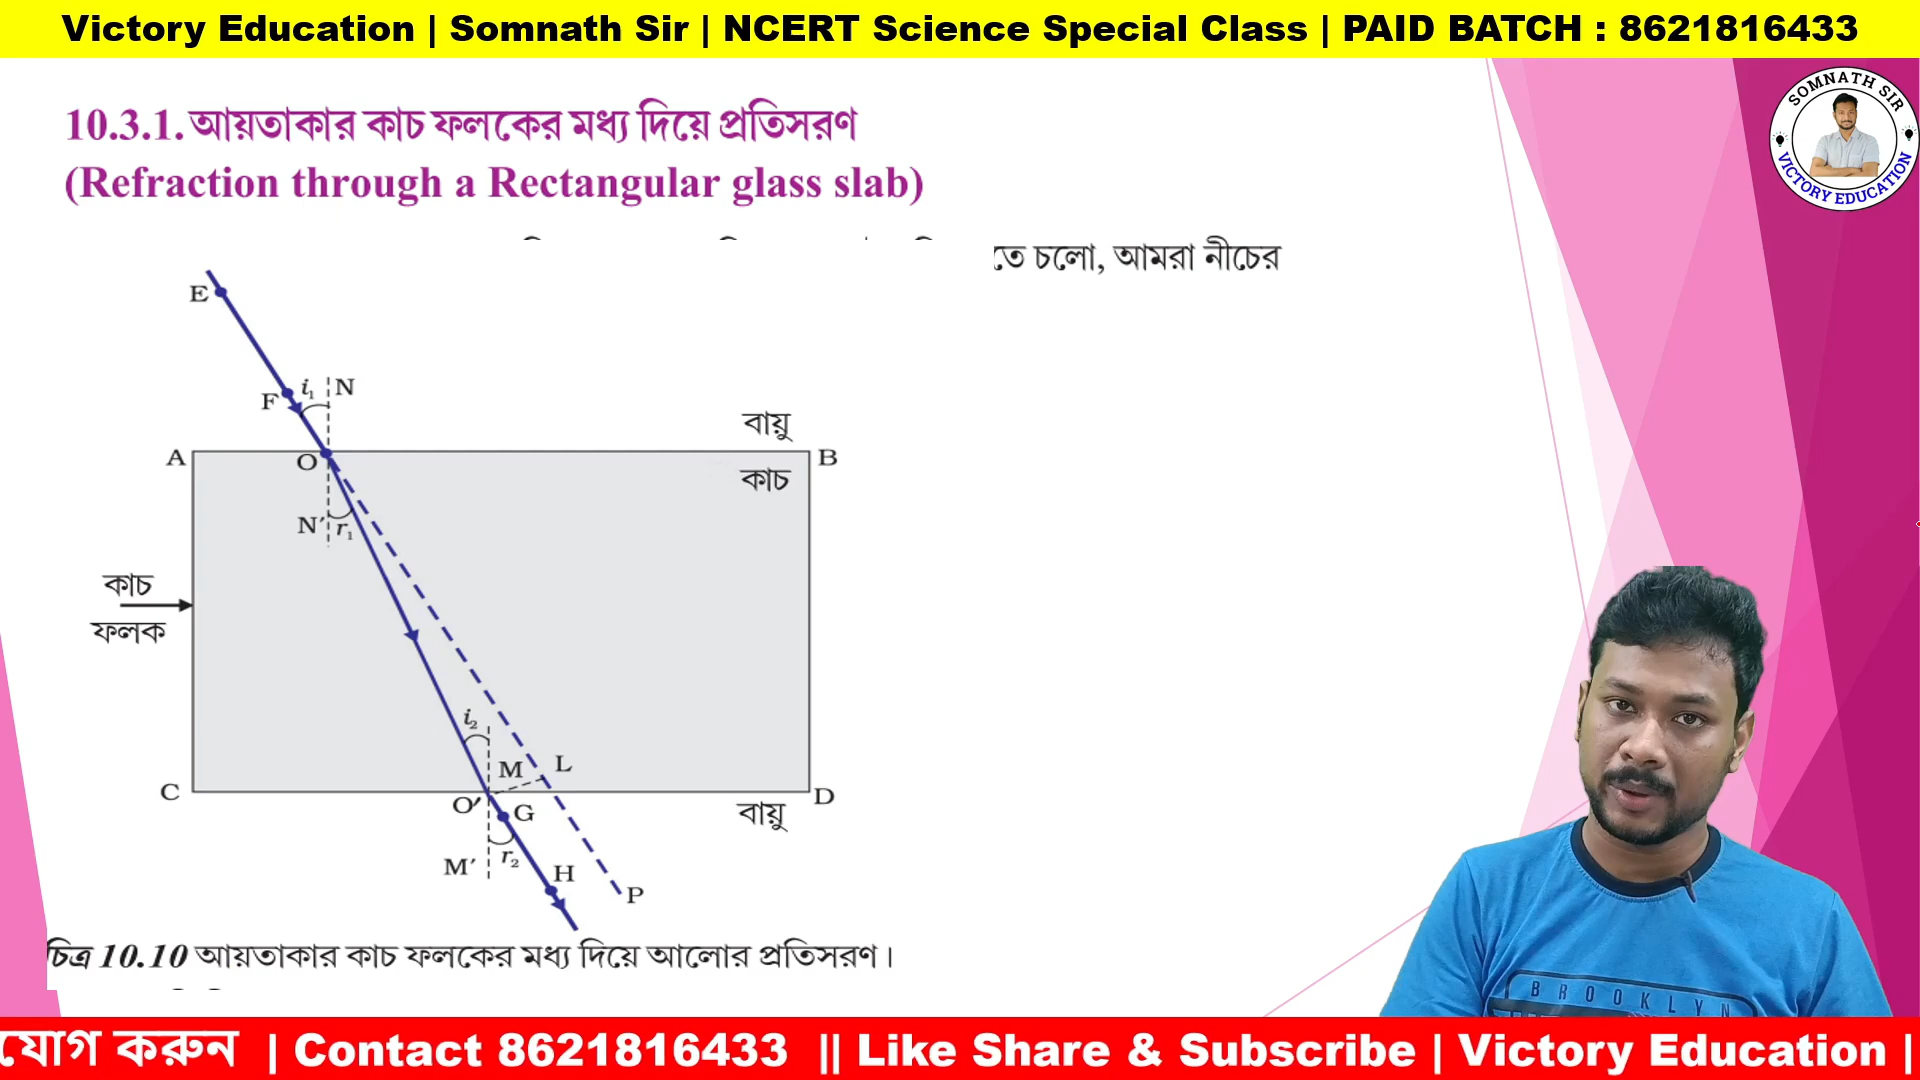 Victory Education | Somnath Sir | NCERT Science Special Class | PAID BATCH : 8621816433
SOMNATH SIR
VICTORY EDUCATION
10.3.1. আয়তাকার কাচ ফলকের মধ্য দিয়ে প্রতিসরণ
(Refraction through a Rectangular glass slab)
তে চলো, আমরা নীচের
E
F i₁ N
বায়ু
A O B
কাচ
N′ r₁
কাচ
ফলক
i₂
M L
C O′ G D
বায়ু
M′ r₂ H
P
চিত্র 10.10 আয়তাকার কাচ ফলকের মধ্য দিয়ে আলোর প্রতিসরণ।
BROOKLYN
যোগ করুন | Contact 8621816433 || Like Share & Subscribe | Victory Education |